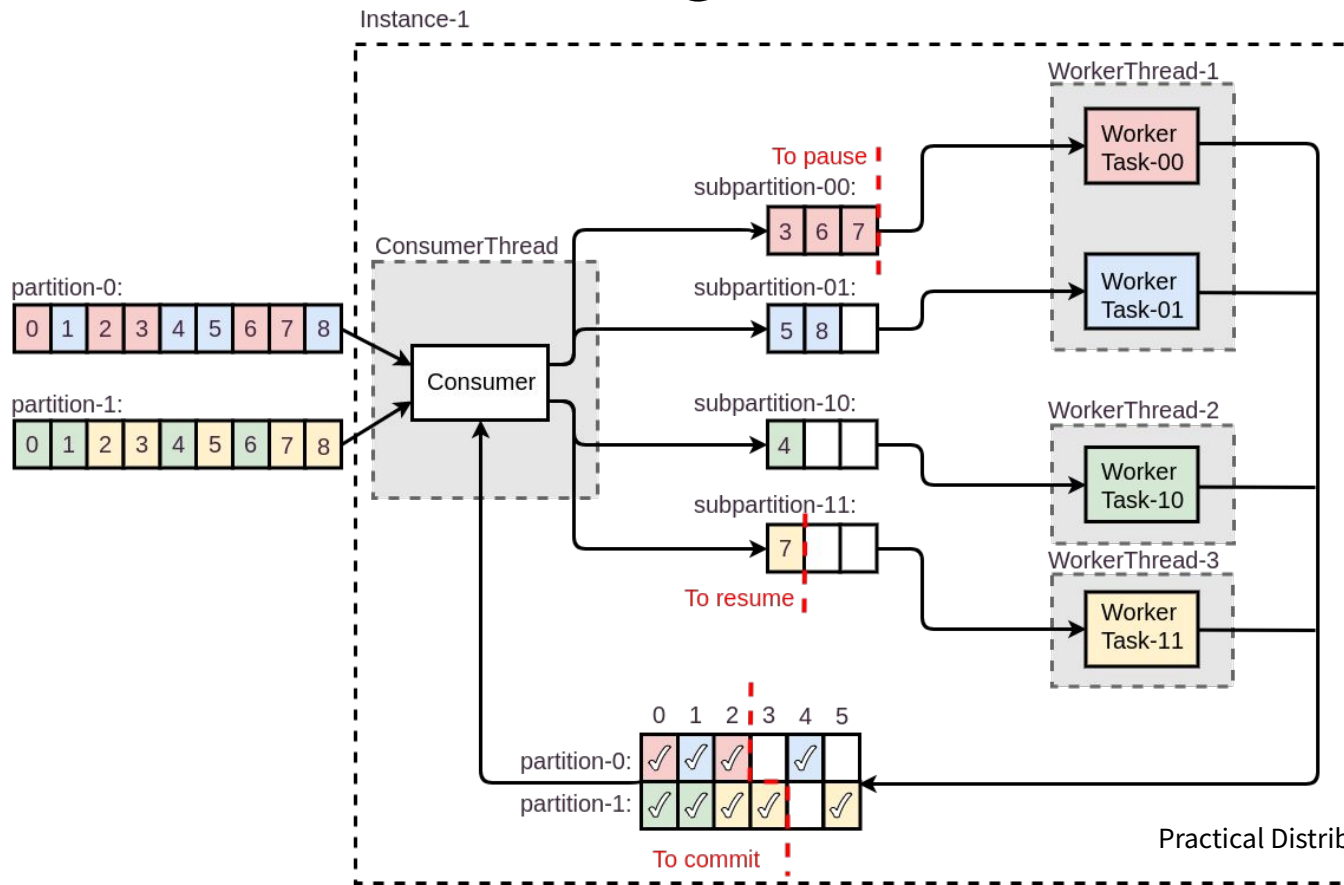 Instance-1
WorkerThread-1
Worker
Task-00
To pause
subpartition-00:
3 6 7
ConsumerThread
partition-0:
0 1 2 3 4 5 6 7 8
subpartition-01:
5 8
Worker
Task-01
Consumer
partition-1:
0 1 2 3 4 5 6 7 8
subpartition-10:
4
WorkerThread-2
Worker
Task-10
subpartition-11:
7
To resume
WorkerThread-3
Worker
Task-11
0 1 2 3 4 5
partition-0:
✓ ✓ ✓ ✓
partition-1:
✓ ✓ ✓ ✓ ✓
To commit
Practical Distrib